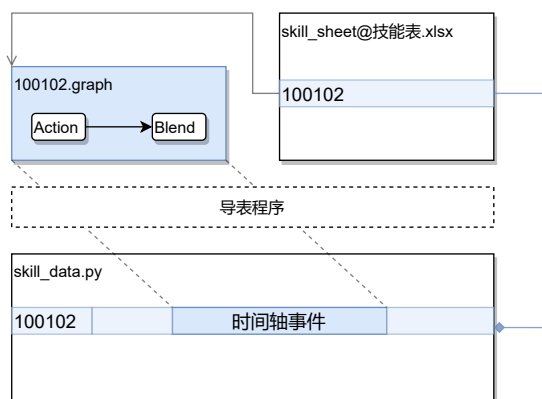 skill_sheet@技能表.xlsx
100102
100102.graph
Action
Blend
导表程序
skill_data.py
100102
时间轴事件